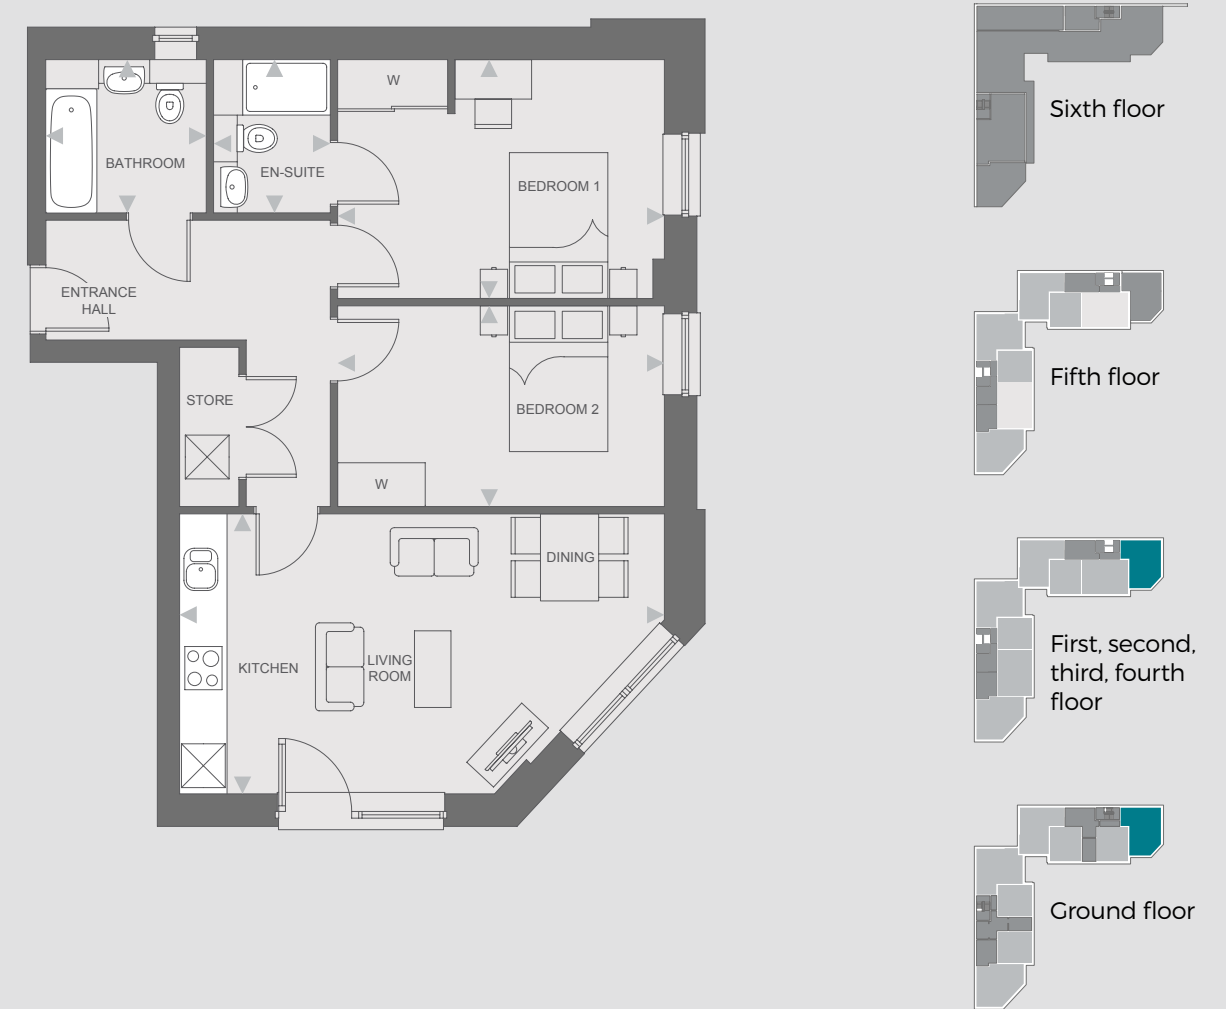 W
BATHROOM
EN-SUITE
BEDROOM 1
ENTRANCE
HALL
STORE
BEDROOM 2
W
DINING
KITCHEN
LIVING
ROOM
Sixth floor
Fifth floor
First, second,
third, fourth
floor
Ground floor